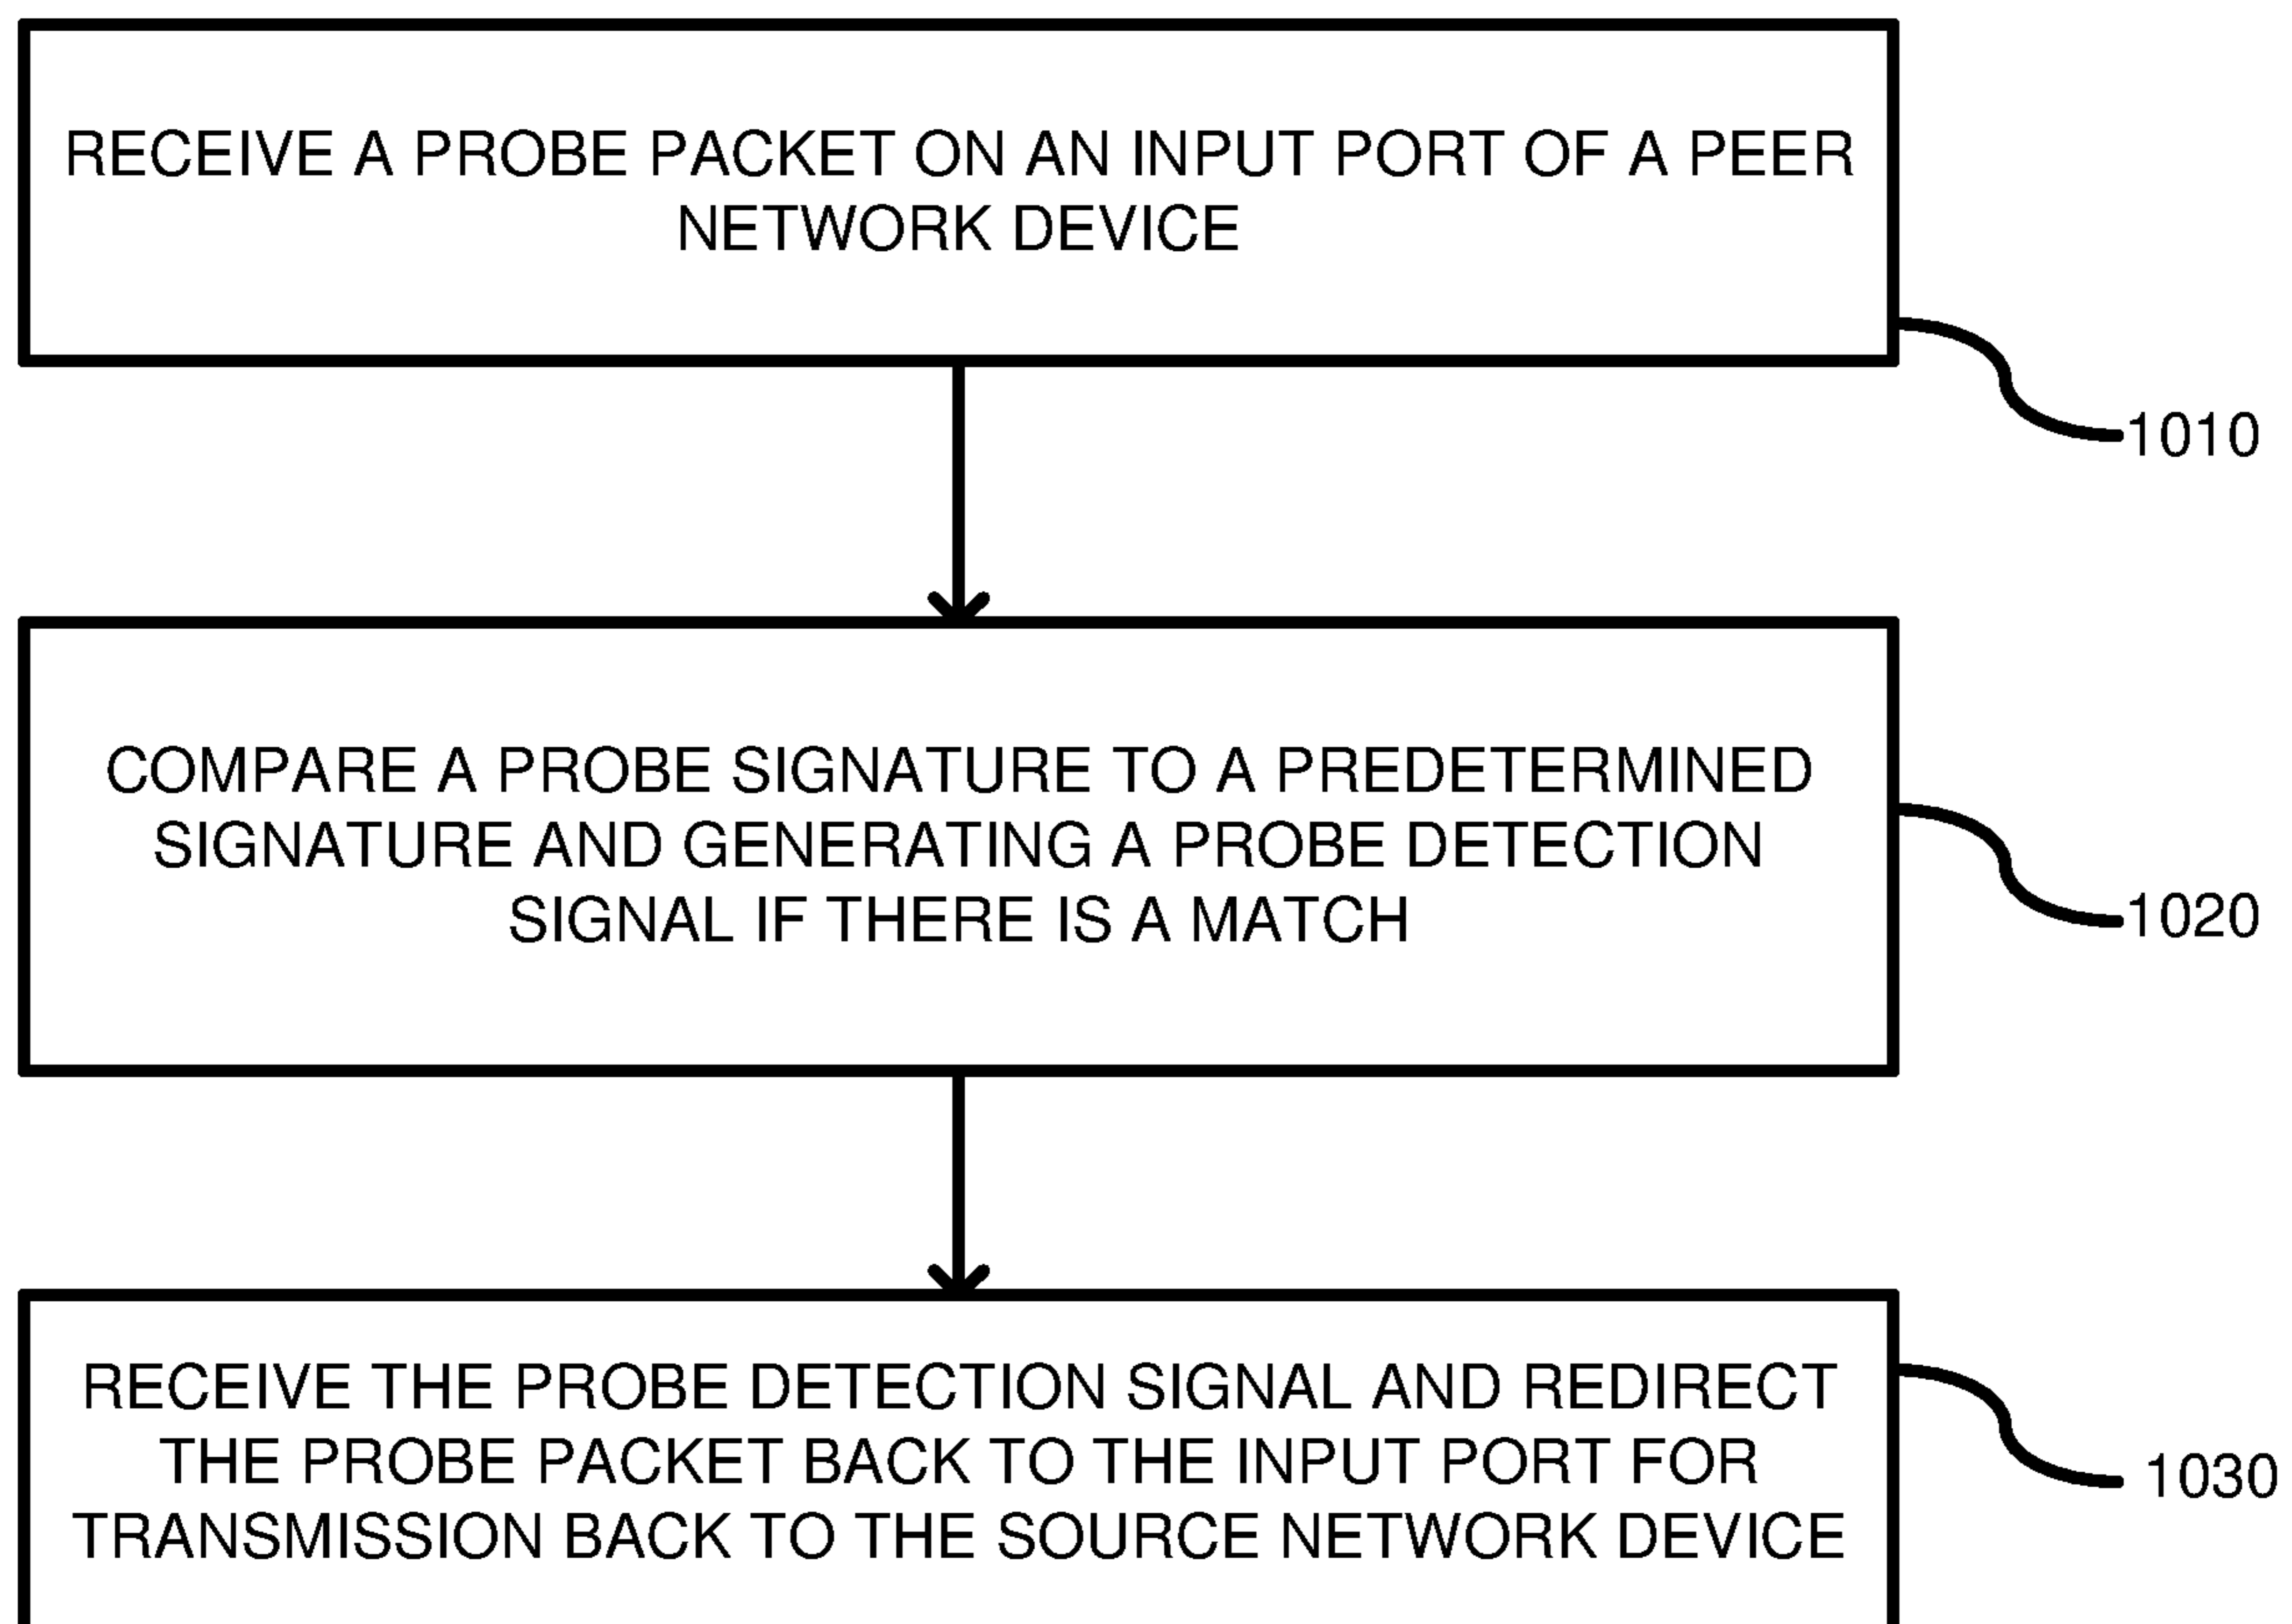 RECEIVE A PROBE PACKET ON AN INPUT PORT OF A PEER
NETWORK DEVICE
1010
COMPARE A PROBE SIGNATURE TO A PREDETERMINED
SIGNATURE AND GENERATING A PROBE DETECTION
SIGNAL IF THERE IS A MATCH
1020
RECEIVE THE PROBE DETECTION SIGNAL AND REDIRECT
THE PROBE PACKET BACK TO THE INPUT PORT FOR
TRANSMISSION BACK TO THE SOURCE NETWORK DEVICE
1030